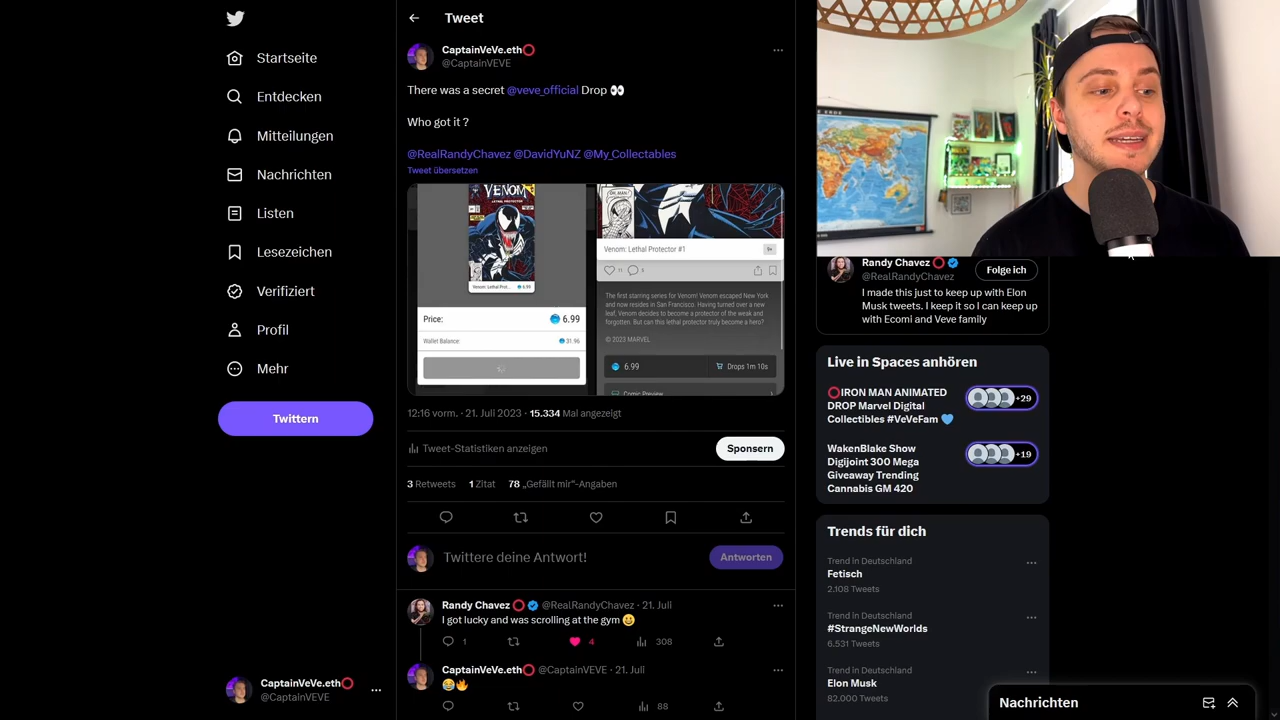 Startseite
Entdecken
Mitteilungen
Nachrichten
Listen
Lesezeichen
Verifiziert
Profil
Mehr
Twittern
CaptainVeVe.eth⭕
@CaptainVEVE
Tweet
CaptainVeVe.eth⭕
@CaptainVEVE
There was a secret @veve_official Drop 👀
Who got it ?
@RealRandyChavez @DavidYuNZ @My_Collectables
Tweet übersetzen
VENOM
LETHAL PROTECTOR
Venom: Lethal Prot... 6.99
Price: 6.99
Wallet Balance: 31.96
OH, MAN!
Venom: Lethal Protector #1
The first starring series for Venom! Venom escaped New York
and now resides in San Francisco. Having turned over a new
leaf, Venom decides to become a protector of the weak and
forgotten. But can this lethal protector truly become a hero?
© 2023 MARVEL
6.99 Drops 1m 10s
Comic Preview
12:16 vorm. · 21. Juli 2023 · 15.334 Mal angezeigt
Tweet-Statistiken anzeigen
Sponsern
3 Retweets 1 Zitat 78 „Gefällt mir“-Angaben
Twittere deine Antwort!
Antworten
Randy Chavez ⭕ @RealRandyChavez · 21. Juli
I got lucky and was scrolling at the gym 😃
1 4 308
CaptainVeVe.eth⭕ @CaptainVEVE · 21. Juli
😂🔥
88
Randy Chavez ⭕
@RealRandyChavez
Folge ich
I made this just to keep up with Elon
Musk tweets. I keep it so I can keep up
with Ecomi and Veve family
Live in Spaces anhören
⭕IRON MAN ANIMATED
DROP Marvel Digital
Collectibles #VeVeFam 💙
+29
WakenBlake Show
Digijoint 300 Mega
Giveaway Trending
Cannabis GM 420
+19
Trends für dich
Trend in Deutschland
Fetisch
2.108 Tweets
Trend in Deutschland
#StrangeNewWorlds
6.531 Tweets
Trend in Deutschland
Elon Musk
82.000 Tweets
Nachrichten